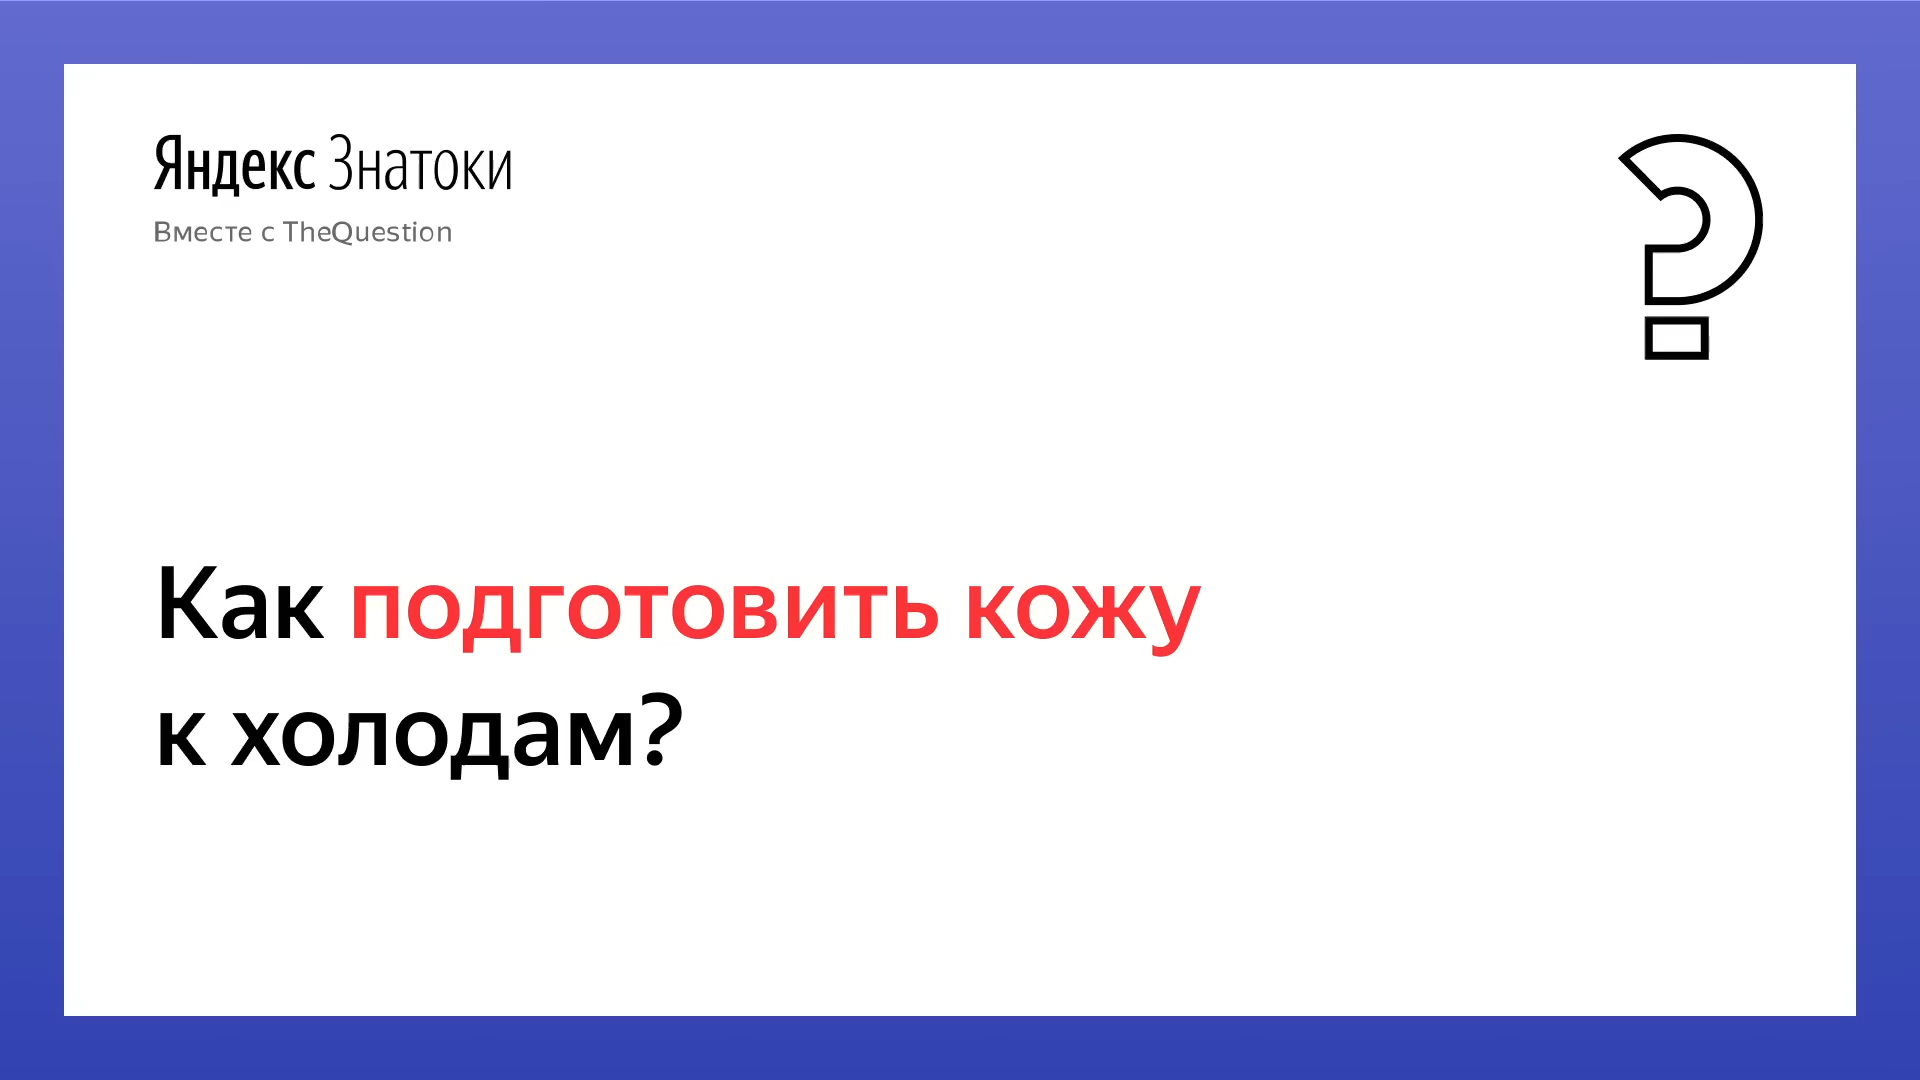 Яндекс Знатоки
Вместе с TheQuestion
Как подготовить кожу
к холодам?